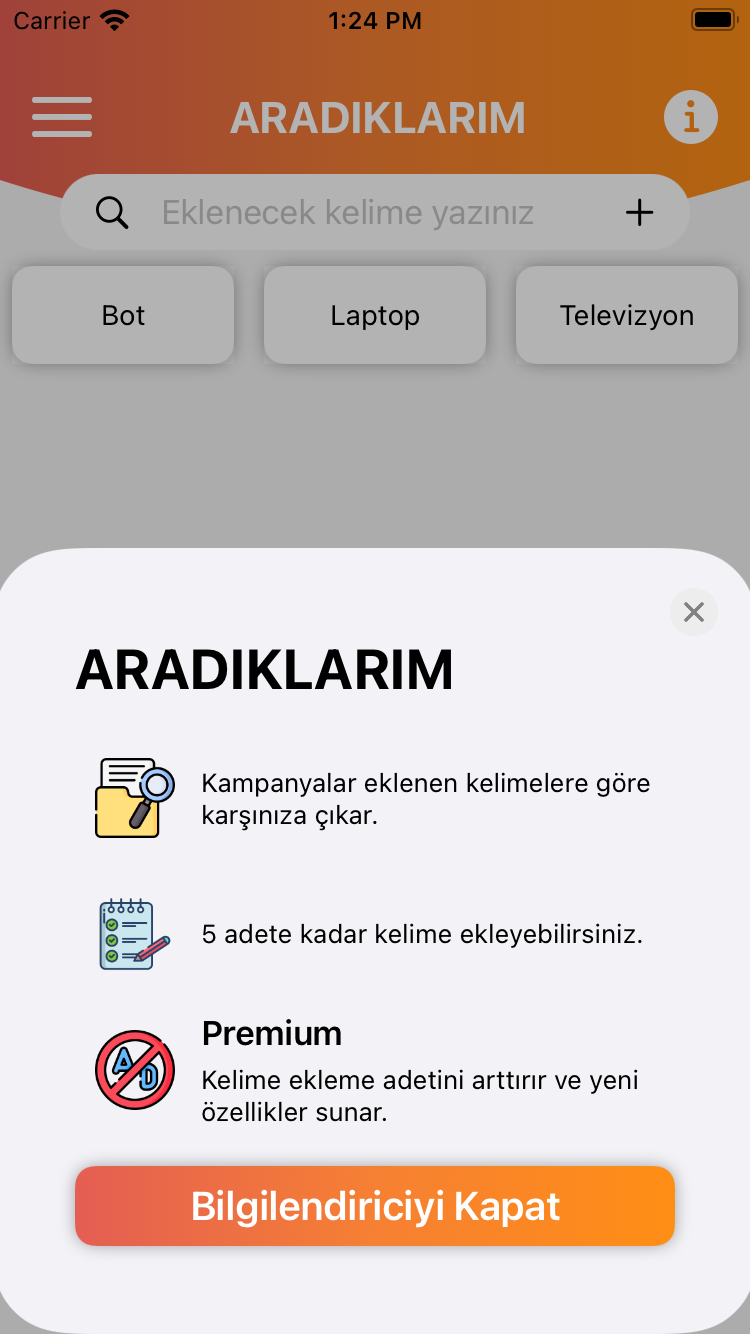 Carrier 1:24 PM
ARADIKLARIM
Eklenecek kelime yazınız
Bot Laptop Televizyon
ARADIKLARIM
Kampanyalar eklenen kelimelere göre
karşınıza çıkar.
5 adete kadar kelime ekleyebilirsiniz.
AD
Premium
Kelime ekleme adetini arttırır ve yeni
özellikler sunar.
Bilgilendiriciyi Kapat